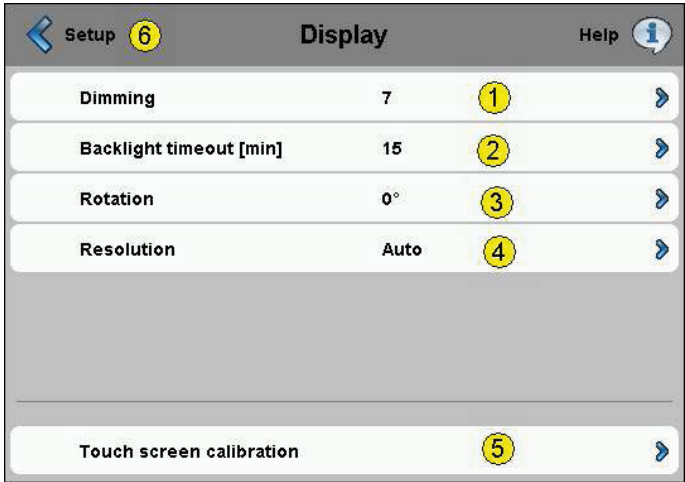 Setup 6 Display Help i
Dimming 7 1
Backlight timeout [min] 15 2
Rotation 0° 3
Resolution Auto 4
Touch screen calibration 5